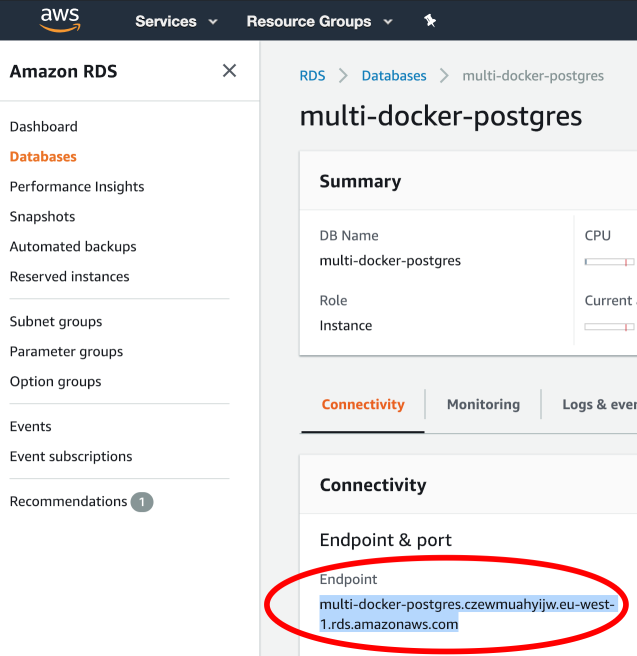 aws Services Resource Groups
Amazon RDS
Dashboard
Databases
Performance Insights
Snapshots
Automated backups
Reserved instances
Subnet groups
Parameter groups
Option groups
Events
Event subscriptions
Recommendations 1
RDS Databases multi-docker-postgres
multi-docker-postgres
Summary
DB Name
multi-docker-postgres
Role
Instance
CPU
Current
Connectivity Monitoring Logs &
Connectivity
Endpoint & port
Endpoint
multi-docker-postgres.czewmuahyijw.eu-west-
1.rds.amazonaws.com